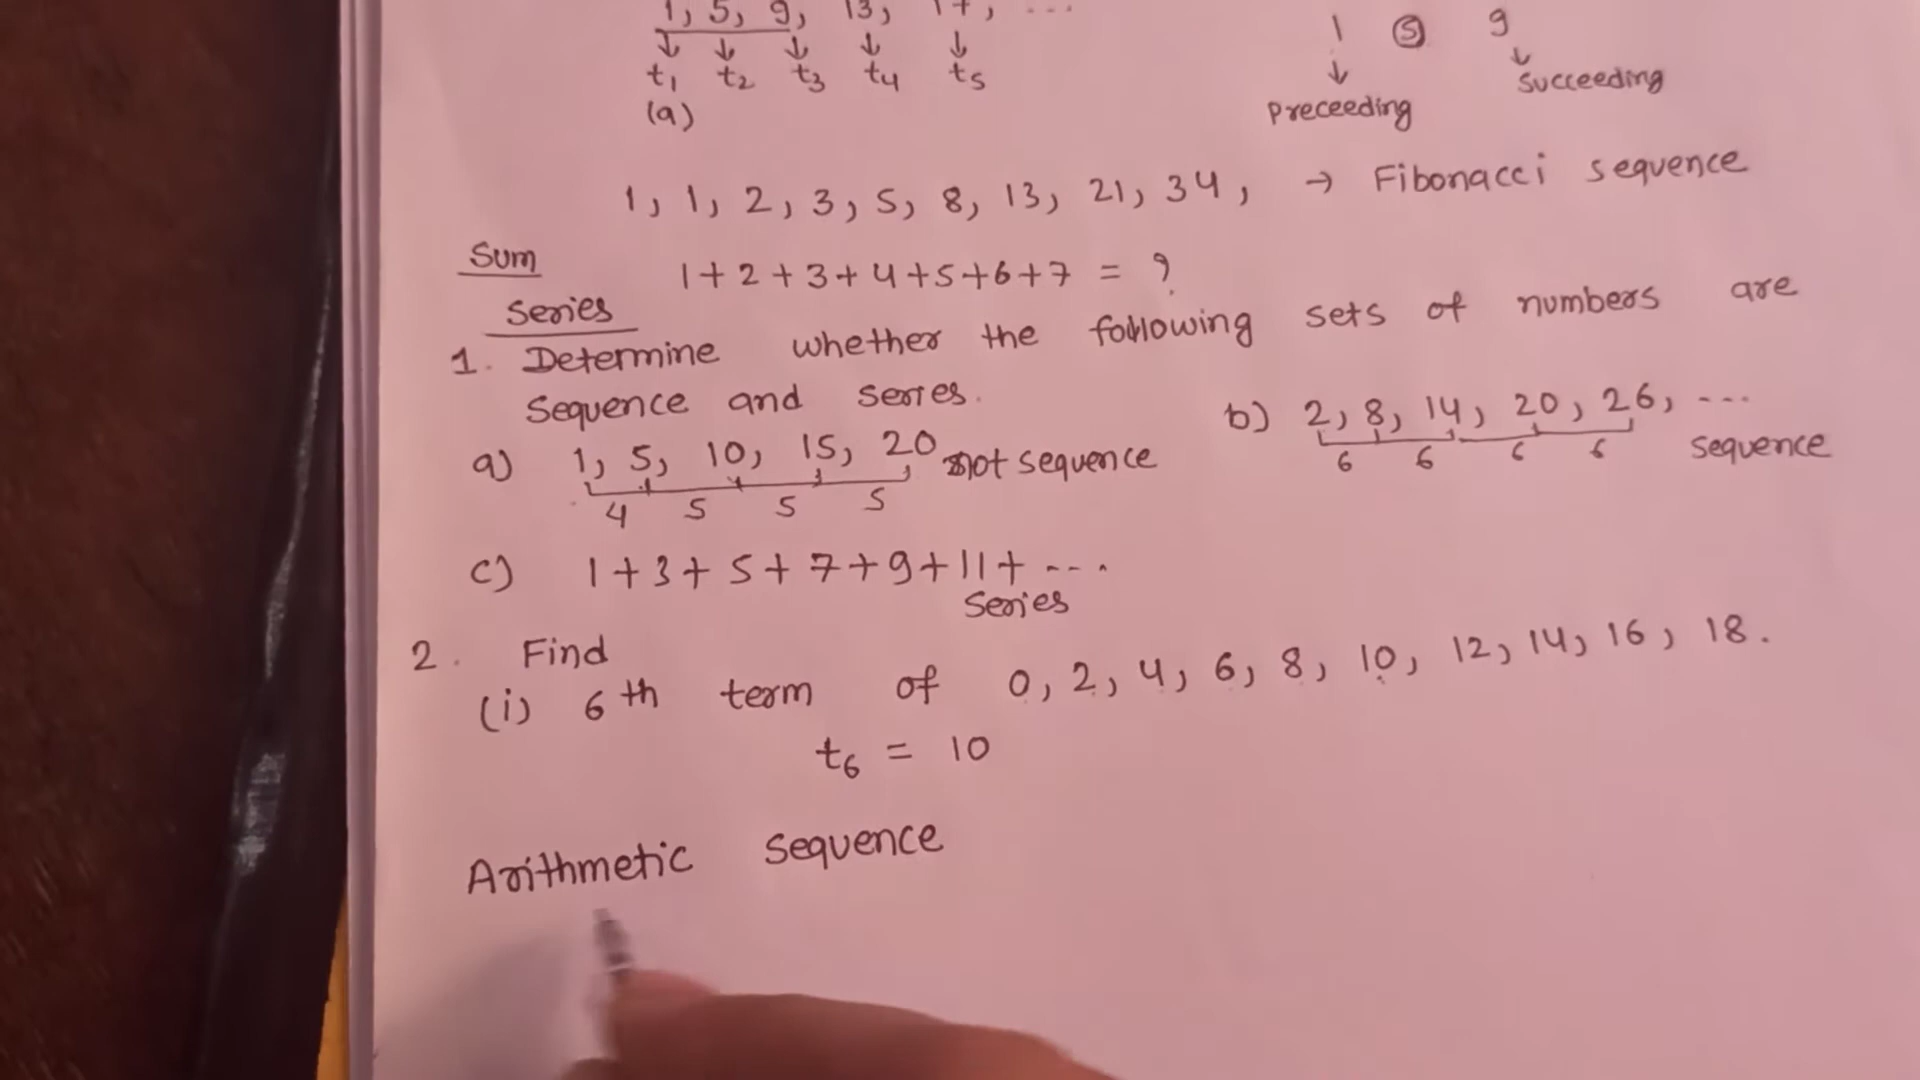 1, 5, 9, 13, 17, ...
↓ ↓ ↓ ↓ ↓
t₁ t₂ t₃ t₄ t₅
(a)
1 5 9
↓ ↓
Preceeding Succeeding
1, 1, 2, 3, 5, 8, 13, 21, 34, → Fibonacci sequence
Sum
1+2+3+4+5+6+7 = ?
Series
1. Determine whether the following sets of numbers are
Sequence and series.
a) 1, 5, 10, 15, 20 not sequence
4 5 5 5
b) 2, 8, 14, 20, 26, ...
6 6 6 6 sequence
c) 1+3+5+7+9+11+ ...
Series
2. Find
(i) 6th term of 0, 2, 4, 6, 8, 10, 12, 14, 16, 18.
t₆ = 10
Arithmetic Sequence